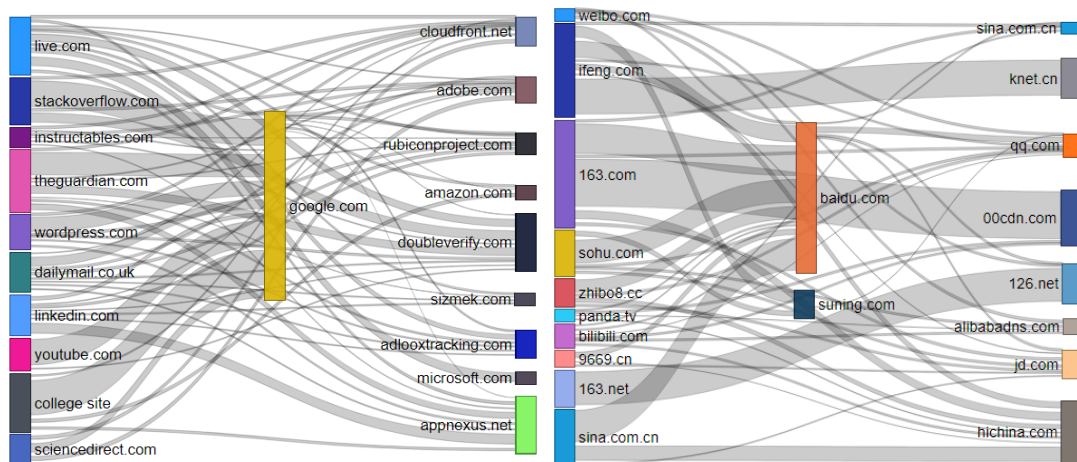 live.com
stackoverflow.com
instructables.com
theguardian.com
wordpress.com
dailymail.co.uk
linkedin.com
youtube.com
college site
sciencedirect.com
google.com
cloudfront.net
adobe.com
rubiconproject.com
amazon.com
doubleverify.com
sizmek.com
adlooxtracking.com
microsoft.com
appnexus.net
weibo.com
ifeng.com
163.com
sohu.com
zhibo8.cc
panda.tv
bilibili.com
9669.cn
163.net
sina.com.cn
baidu.com
suning.com
sina.com.cn
knet.cn
qq.com
00cdn.com
126.net
alibabadns.com
jd.com
hichina.com